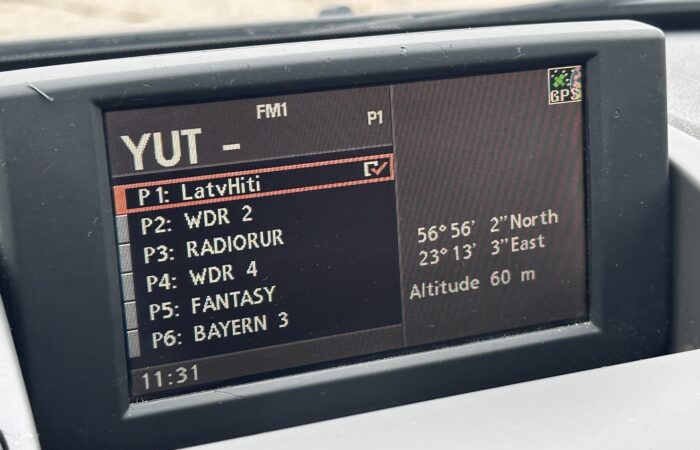 FM1
P1
YUT -
P1: LatvHiti
P2: WDR 2
P3: RADIORUR
P4: WDR 4
P5: FANTASY
P6: BAYERN 3
11:31
GPS
56°56' 2"North
23°13' 3"East
Altitude 60 m